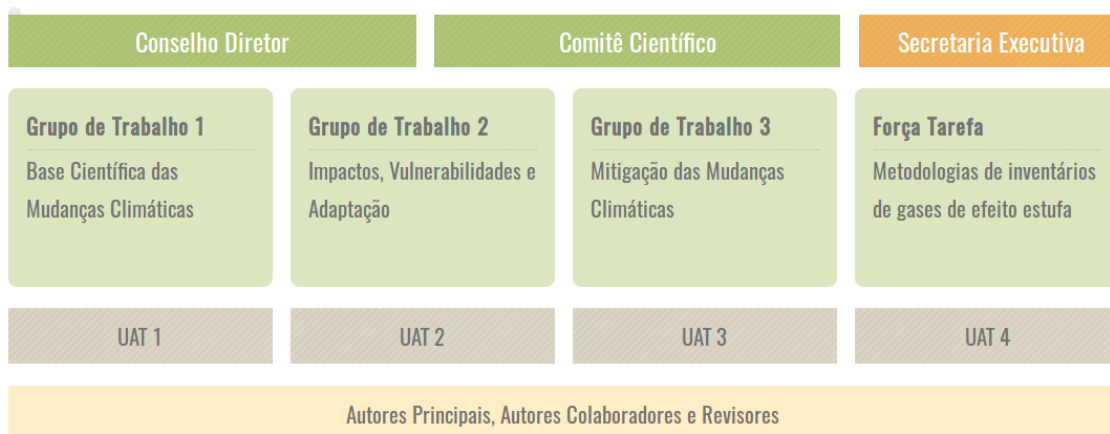 Conselho Diretor
Comitê Científico
Secretaria Executiva
Grupo de Trabalho 1
Base Científica das
Mudanças Climáticas
Grupo de Trabalho 2
Impactos, Vulnerabilidades e
Adaptação
Grupo de Trabalho 3
Mitigação das Mudanças
Climáticas
Força Tarefa
Metodologias de inventários
de gases de efeito estufa
UAT 1
UAT 2
UAT 3
UAT 4
Autores Principais, Autores Colaboradores e Revisores